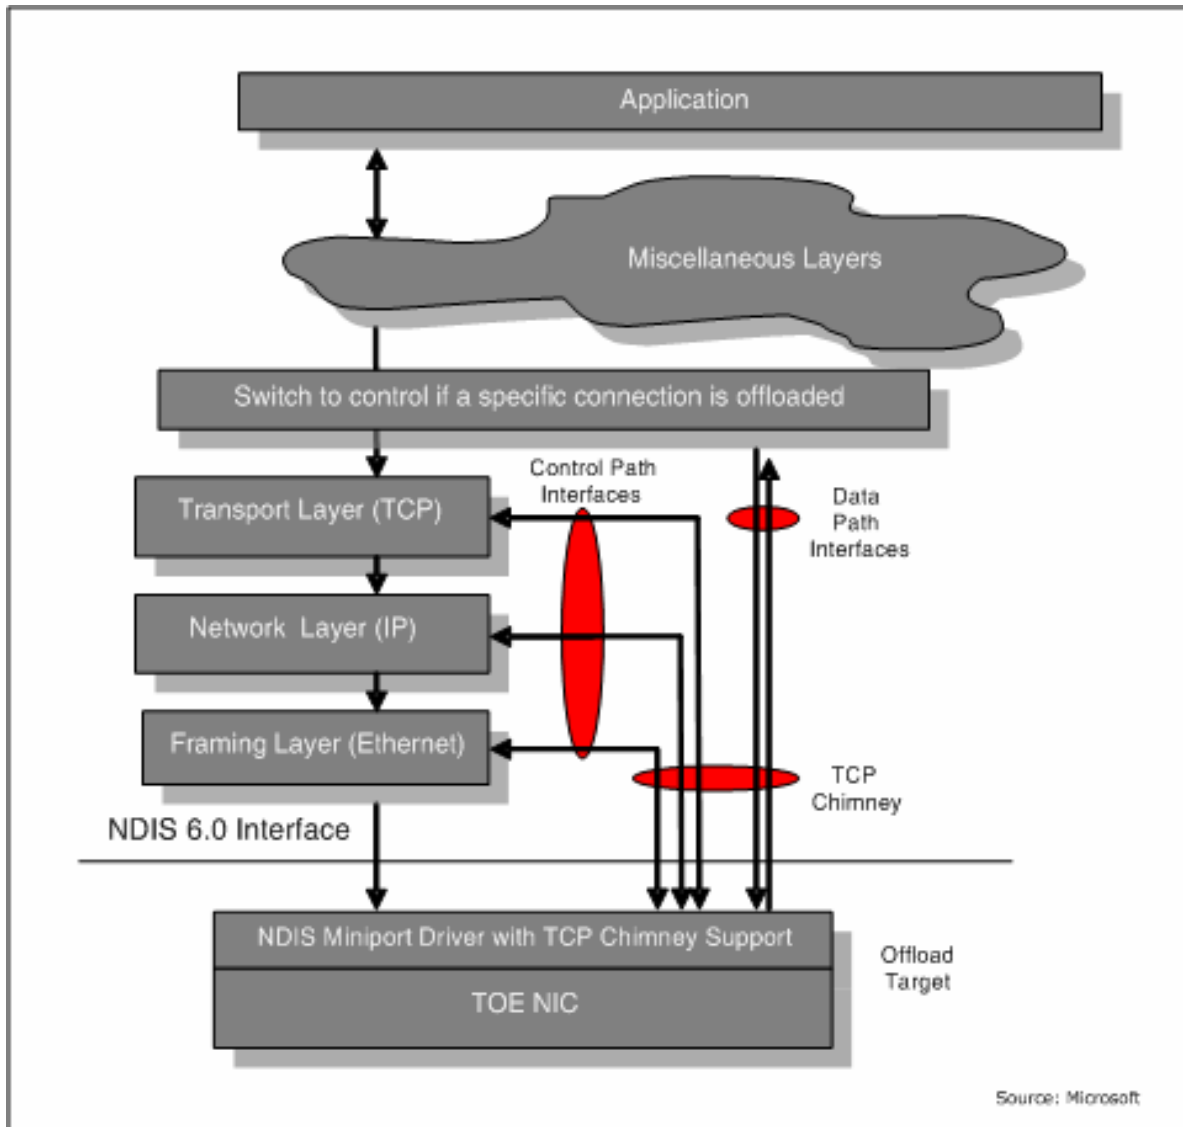 Application
Miscellaneous Layers
Switch to control if a specific connection is offloaded
Control Path
Interfaces
Transport Layer (TCP)
Data
Path
Interfaces
Network Layer (IP)
Framing Layer (Ethernet)
TCP
Chimney
NDIS 6.0 Interface
NDIS Miniport Driver with TCP Chimney Support
Offload
Target
TOE NIC
Source: Microsoft